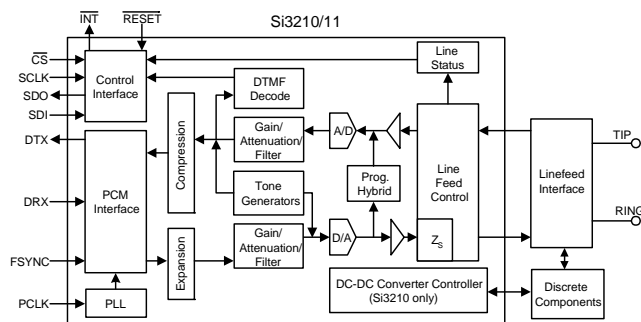 INT
RESET
Si3210/11
CS
SCLK
SDO
SDI
Control
Interface
DTMF
Decode
Line
Status
DTX
DRX
FSYNC
PCLK
PCM
Interface
PLL
Compression
Expansion
Gain/
Attenuation/
Filter
Tone
Generators
Gain/
Attenuation/
Filter
A/D
Prog.
Hybrid
D/A
Line
Feed
Control
ZS
Linefeed
Interface
TIP
RING
DC-DC Converter Controller
(Si3210 only)
Discrete
Components